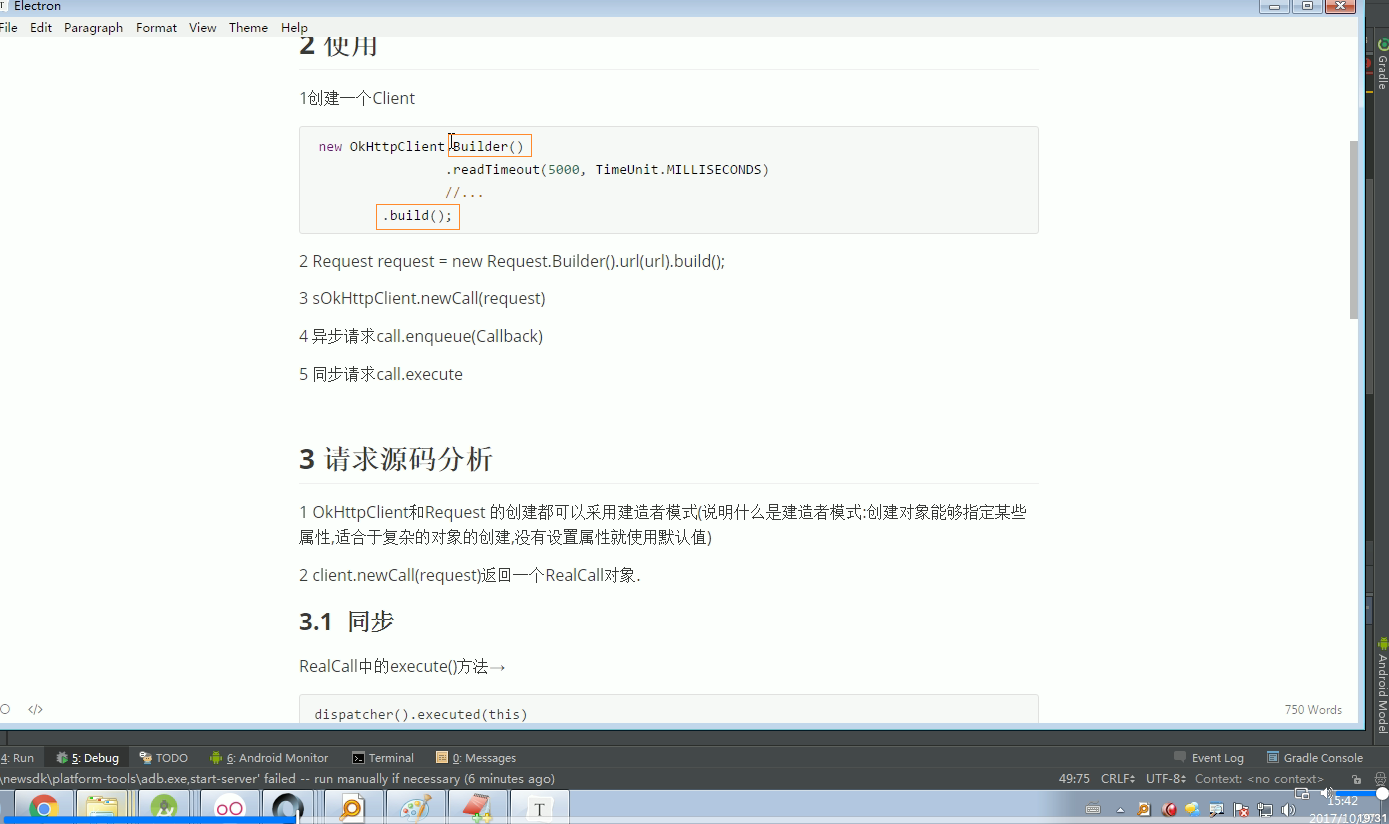 Electron
File Edit Paragraph Format View Theme Help
2 使用
1创建一个Client
new OkHttpClient.Builder()
.readTimeout(5000, TimeUnit.MILLISECONDS)
//...
.build();
2 Request request = new Request.Builder().url(url).build();
3 sOkHttpClient.newCall(request)
4 异步请求call.enqueue(Callback)
5 同步请求call.execute
3 请求源码分析
1 OkHttpClient和Request 的创建都可以采用建造者模式(说明什么是建造者模式:创建对象能够指定某些
属性,适合于复杂的对象的创建,没有设置属性就使用默认值)
2 client.newCall(request)返回一个RealCall对象.
3.1 同步
RealCall中的execute()方法→
dispatcher().executed(this)
</> 750 Words
Gradle
Android Model
4: Run 5: Debug TODO 6: Android Monitor Terminal 0: Messages Event Log Gradle Console
\newsdk\platform-tools\adb.exe,start-server' failed -- run manually if necessary (6 minutes ago) 49:75 CRLF UTF-8 Context: <no context>
T
15:42